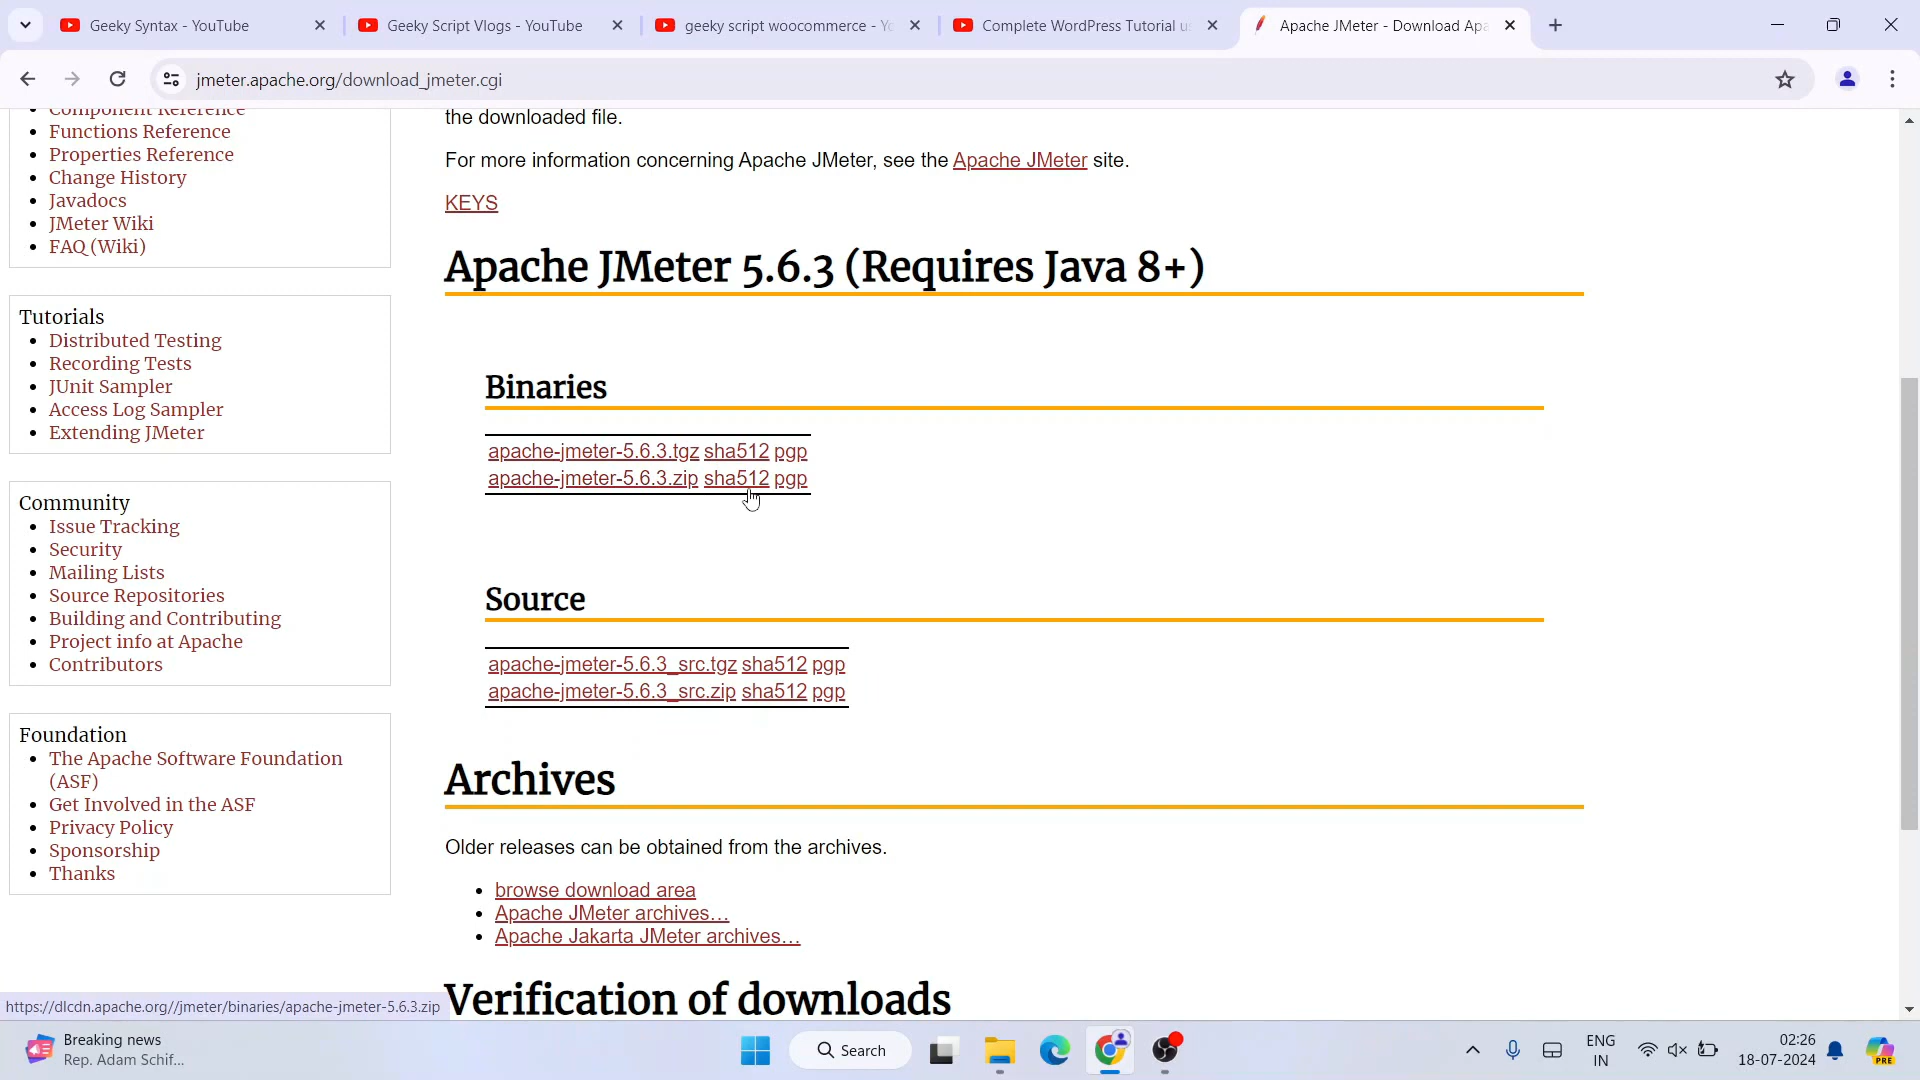 Geeky Syntax - YouTube
Geeky Script Vlogs - YouTube
geeky script woocommerce - Yo
Complete WordPress Tutorial us
Apache JMeter - Download Apa
jmeter.apache.org/download_jmeter.cgi
Component Reference
Functions Reference
Properties Reference
Change History
Javadocs
JMeter Wiki
FAQ (Wiki)
Tutorials
Distributed Testing
Recording Tests
JUnit Sampler
Access Log Sampler
Extending JMeter
Community
Issue Tracking
Security
Mailing Lists
Source Repositories
Building and Contributing
Project info at Apache
Contributors
Foundation
The Apache Software Foundation
(ASF)
Get Involved in the ASF
Privacy Policy
Sponsorship
Thanks
the downloaded file.
For more information concerning Apache JMeter, see the Apache JMeter site.
KEYS
Apache JMeter 5.6.3 (Requires Java 8+)
Binaries
apache-jmeter-5.6.3.tgz sha512 pgp
apache-jmeter-5.6.3.zip sha512 pgp
Source
apache-jmeter-5.6.3_src.tgz sha512 pgp
apache-jmeter-5.6.3_src.zip sha512 pgp
Archives
Older releases can be obtained from the archives.
browse download area
Apache JMeter archives…
Apache Jakarta JMeter archives…
Verification of downloads
https://dlcdn.apache.org//jmeter/binaries/apache-jmeter-5.6.3.zip
Breaking news
Rep. Adam Schif...
Search
ENG
IN
02:26
18-07-2024
PRE